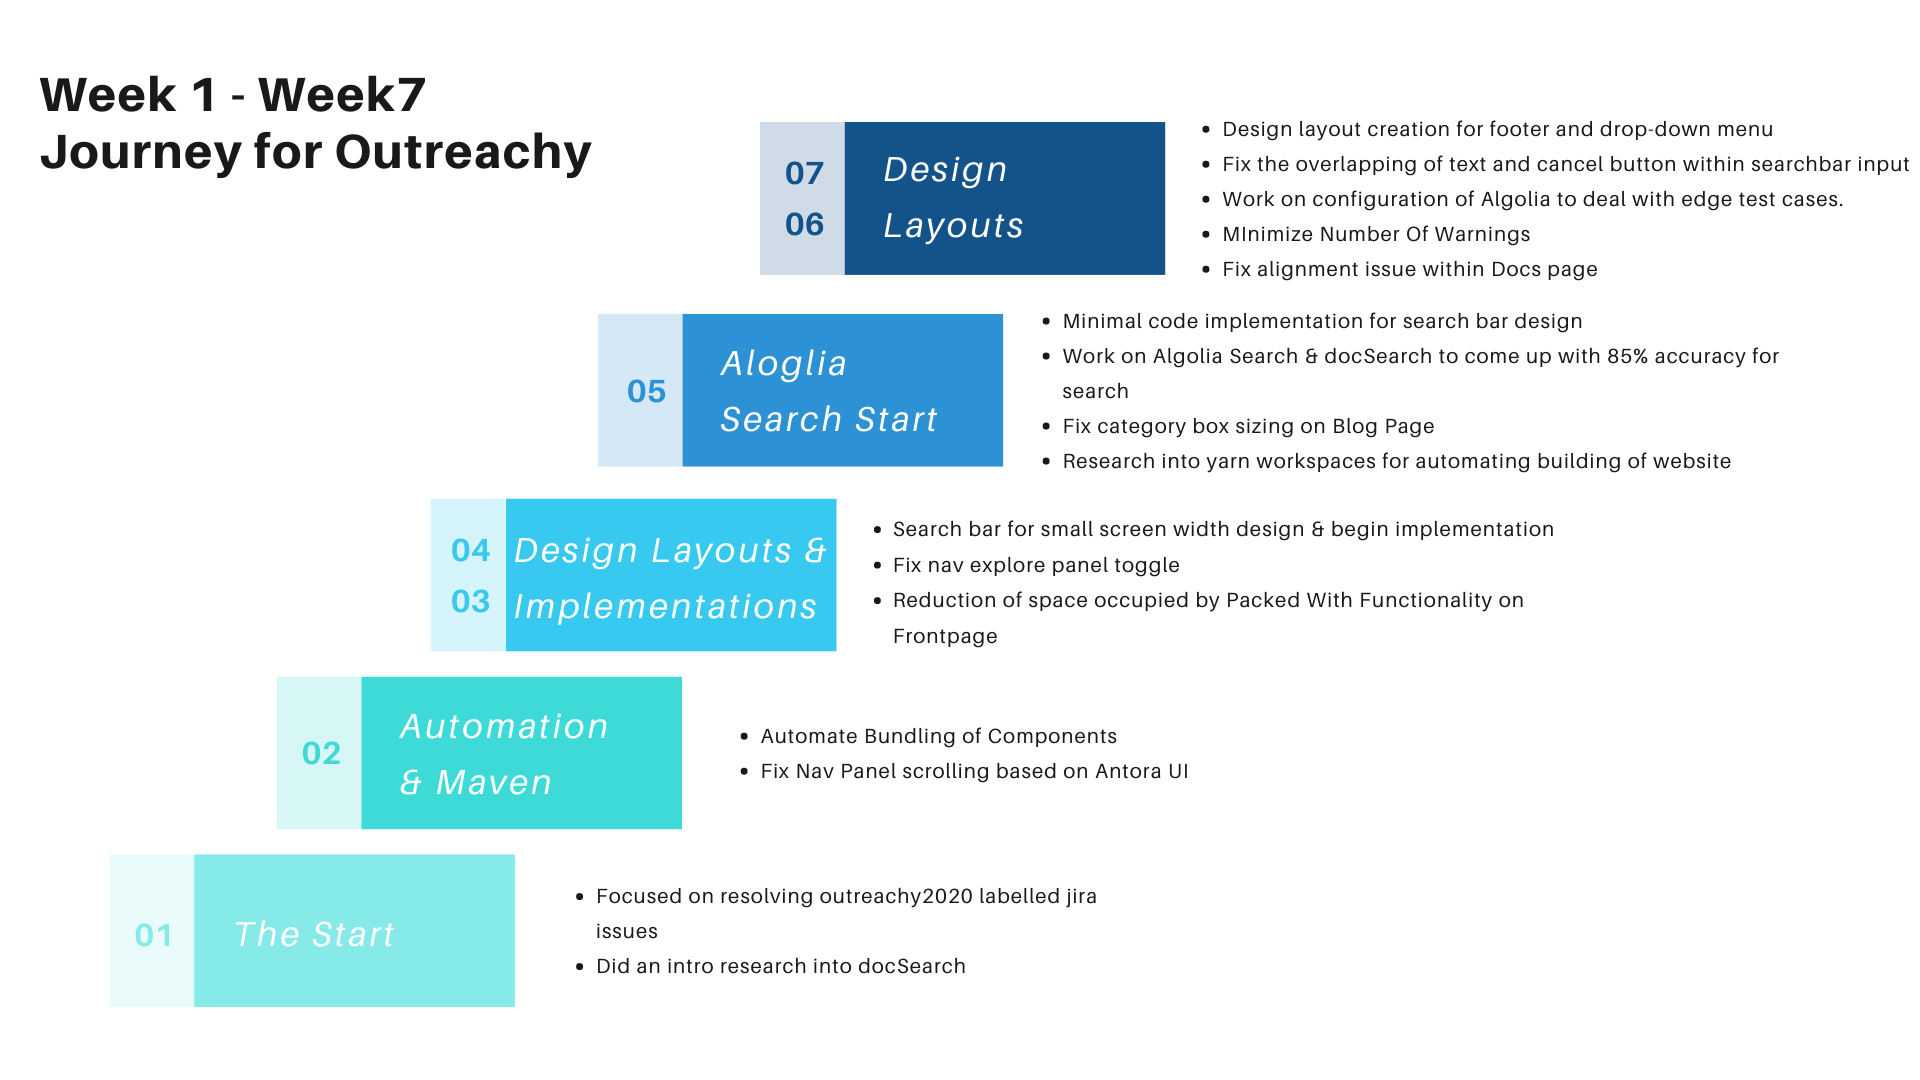 Week 1 - Week7
Journey for Outreachy
07
06
Design
Layouts
• Design layout creation for footer and drop-down menu
• Fix the overlapping of text and cancel button within searchbar input
• Work on configuration of Algolia to deal with edge test cases.
• MInimize Number Of Warnings
• Fix alignment issue within Docs page
05
Aloglia
Search Start
• Minimal code implementation for search bar design
• Work on Algolia Search & docSearch to come up with 85% accuracy for
search
• Fix category box sizing on Blog Page
• Research into yarn workspaces for automating building of website
04
03
Design Layouts &
Implementations
• Search bar for small screen width design & begin implementation
• Fix nav explore panel toggle
• Reduction of space occupied by Packed With Functionality on
Frontpage
02
Automation
& Maven
• Automate Bundling of Components
• Fix Nav Panel scrolling based on Antora UI
01
The Start
• Focused on resolving outreachy2020 labelled jira
issues
• Did an intro research into docSearch